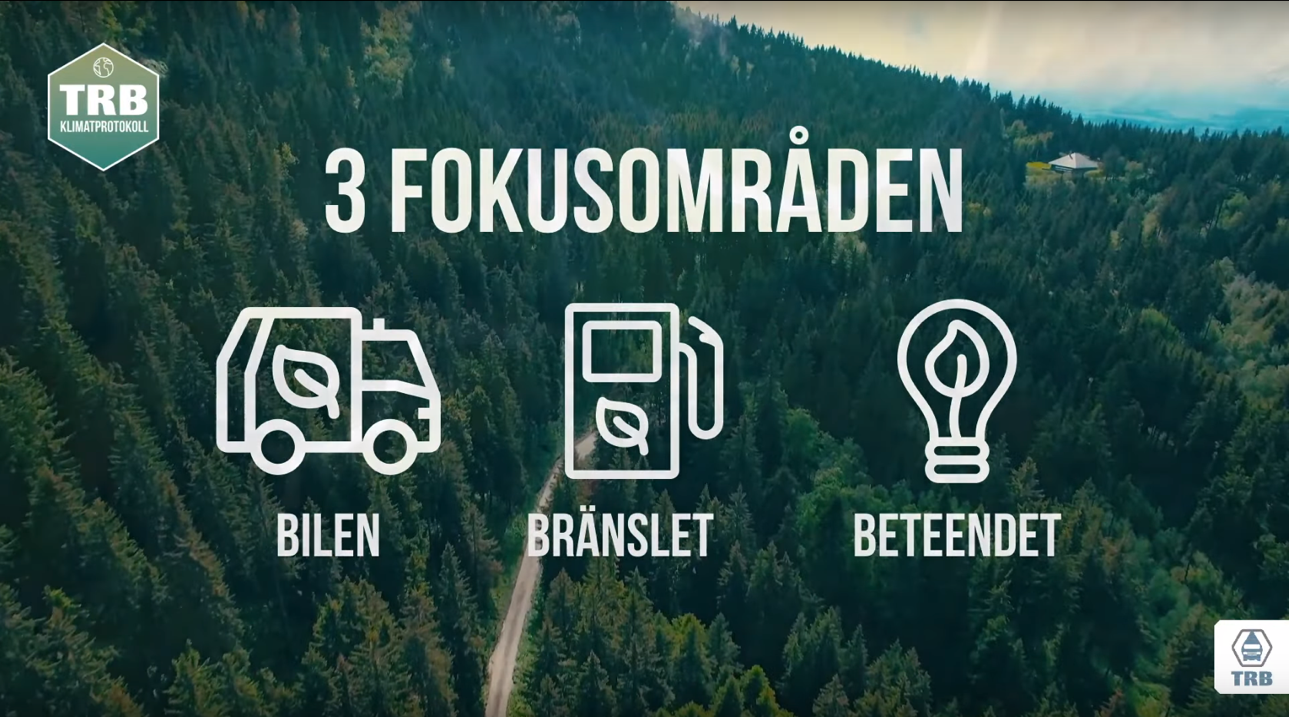 TRB
KLIMATPROTOKOLL
3 FOKUSOMRÅDEN
BILEN
BRÄNSLET
BETEENDET
TRB